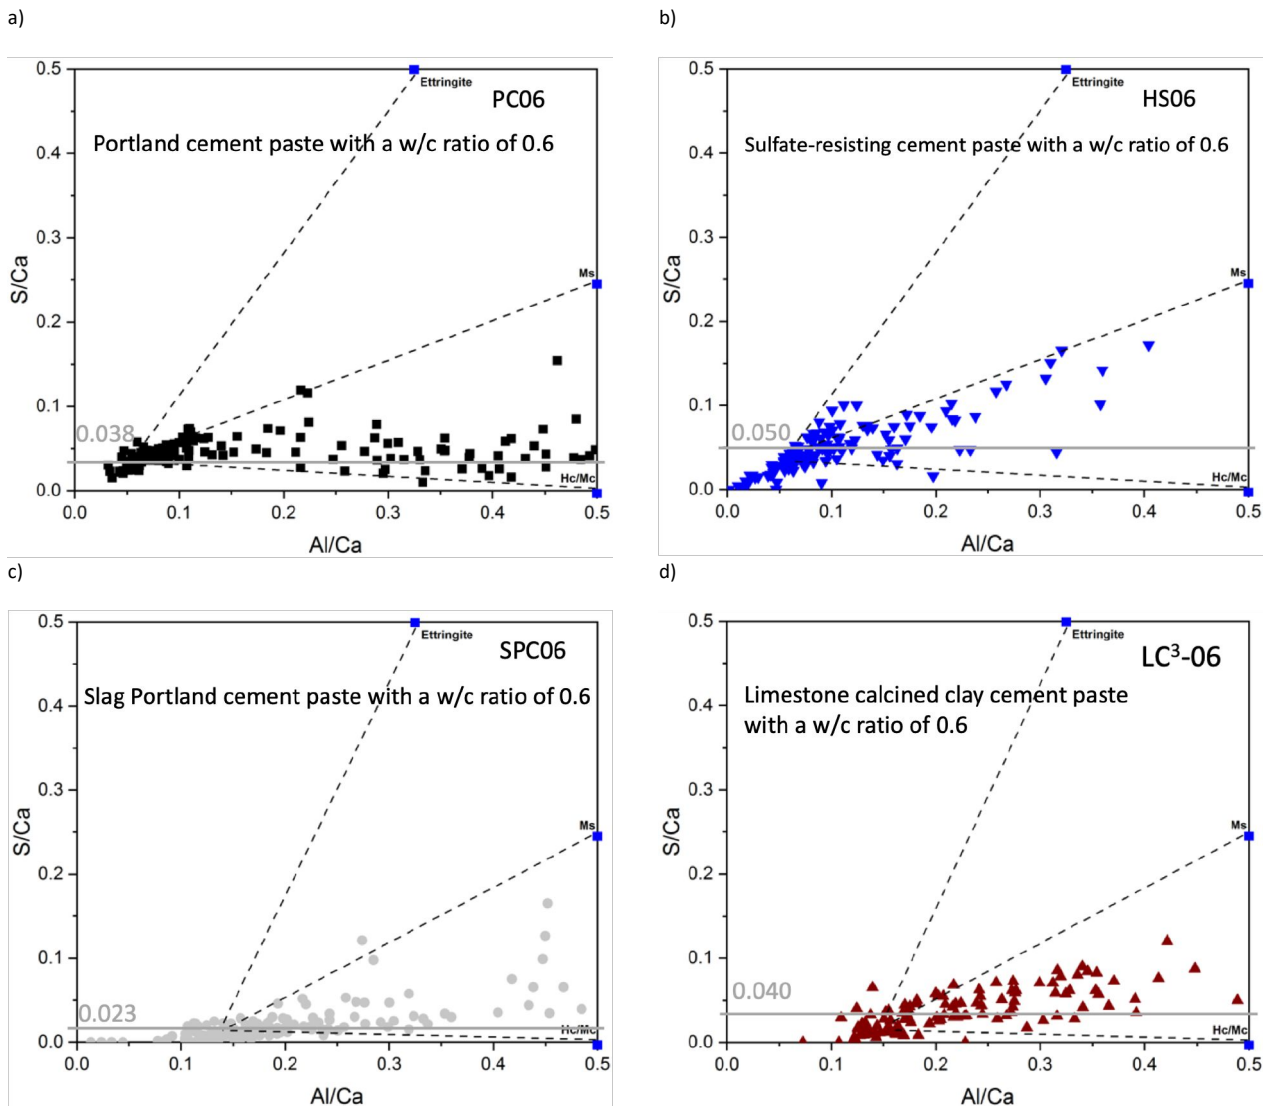 a)
b)
0.5
Ettringite
PC06
Portland cement paste with a w/c ratio of 0.6
0.4
0.3
Ms
S/Ca
0.2
0.1
0.038
Hc/Mc
0.0
0.0 0.1 0.2 0.3 0.4 0.5
Al/Ca
0.5
Ettringite
HS06
Sulfate-resisting cement paste with a w/c ratio of 0.6
0.4
0.3
Ms
S/Ca
0.2
0.1
0.050
Hc/Mc
0.0
0.0 0.1 0.2 0.3 0.4 0.5
Al/Ca
c)
d)
0.5
Ettringite
SPC06
Slag Portland cement paste with a w/c ratio of 0.6
0.4
0.3
Ms
S/Ca
0.2
0.1
0.023
Hc/Mc
0.0
0.0 0.1 0.2 0.3 0.4 0.5
Al/Ca
0.5
Ettringite
LC³-06
Limestone calcined clay cement paste
with a w/c ratio of 0.6
0.4
0.3
Ms
S/Ca
0.2
0.1
0.040
Hc/Mc
0.0
0.0 0.1 0.2 0.3 0.4 0.5
Al/Ca